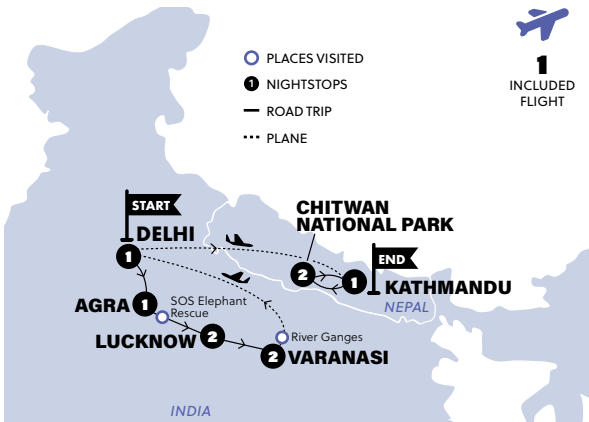 1
INCLUDED
FLIGHT
PLACES VISITED
1 NIGHTSTOPS
ROAD TRIP
PLANE
START
DELHI
1
CHITWAN
NATIONAL PARK
2
1
END
KATHMANDU
NEPAL
AGRA 1
SOS Elephant
Rescue
LUCKNOW 2
River Ganges
2 VARANASI
INDIA